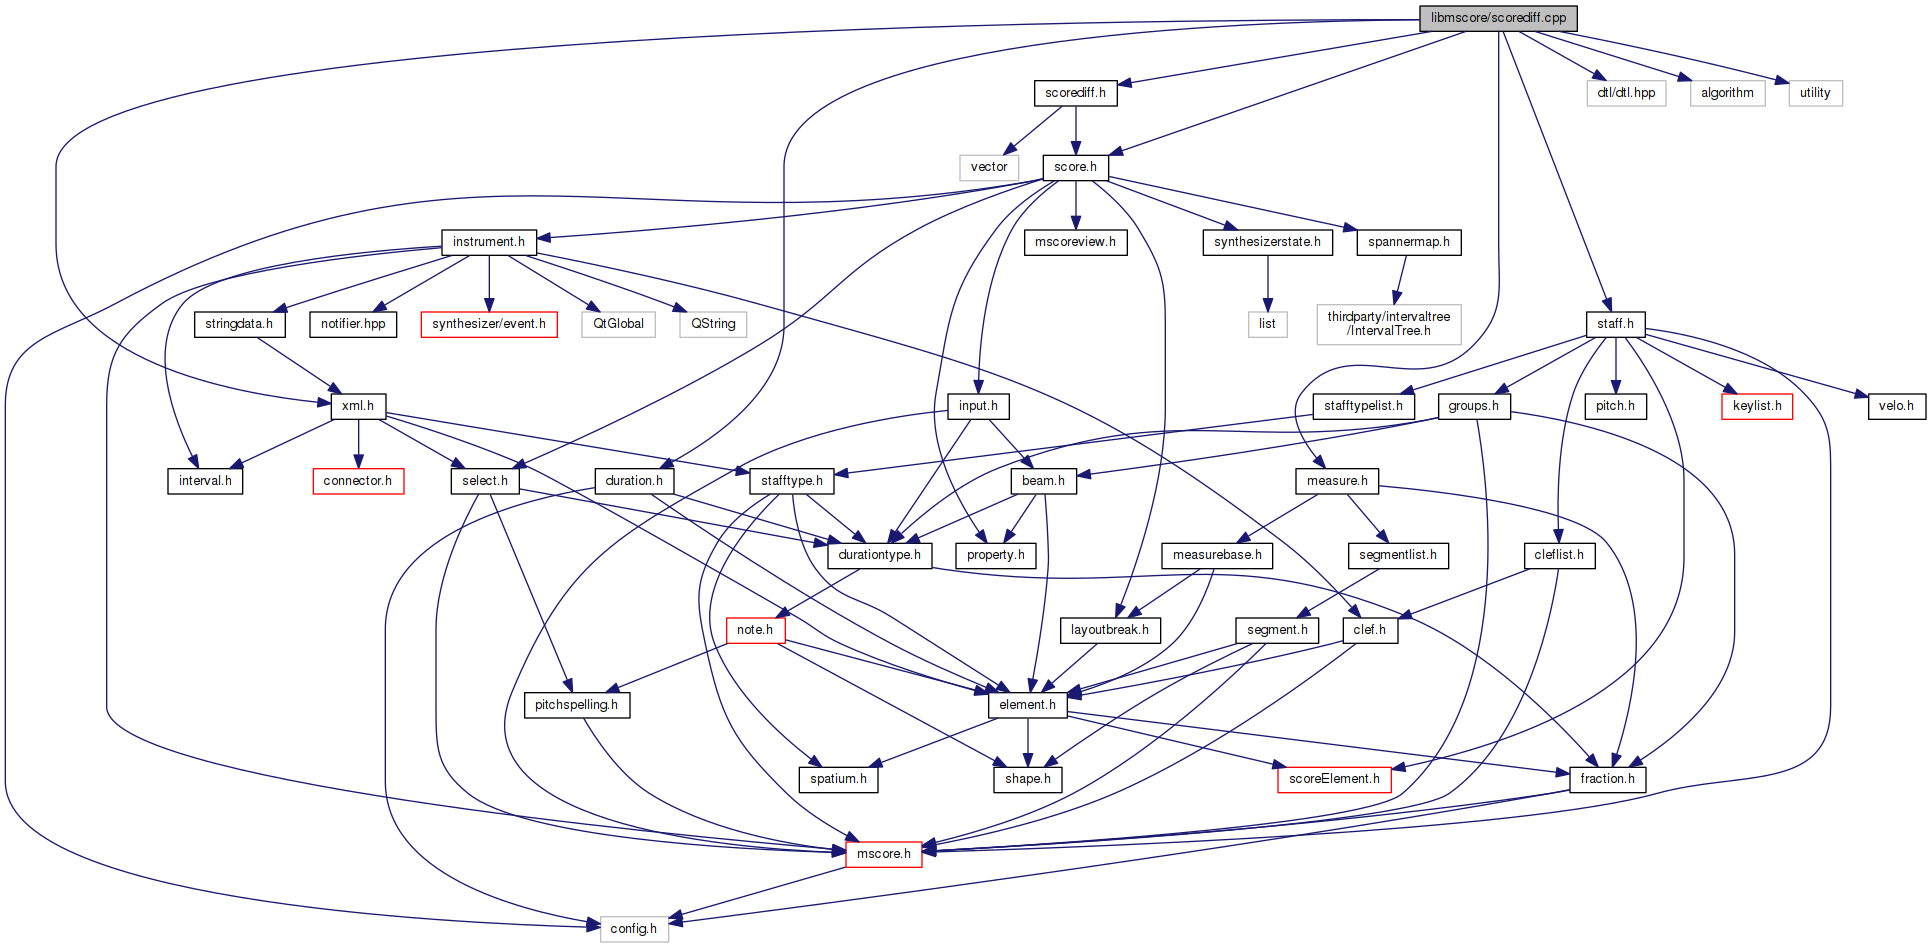 libmscore/scorediff.cpp
scorediff.h
dtl/dtl.hpp
algorithm
utility
vector
score.h
instrument.h
mscoreview.h
synthesizerstate.h
spannermap.h
stringdata.h
notifier.hpp
synthesizer/event.h
QtGlobal
QString
list
thirdparty/intervaltree
/IntervalTree.h
staff.h
xml.h
input.h
stafftypelist.h
groups.h
pitch.h
keylist.h
velo.h
interval.h
connector.h
select.h
duration.h
stafftype.h
beam.h
measure.h
durationtype.h
property.h
measurebase.h
segmentlist.h
cleflist.h
note.h
layoutbreak.h
segment.h
clef.h
pitchspelling.h
element.h
spatium.h
shape.h
scoreElement.h
fraction.h
mscore.h
config.h